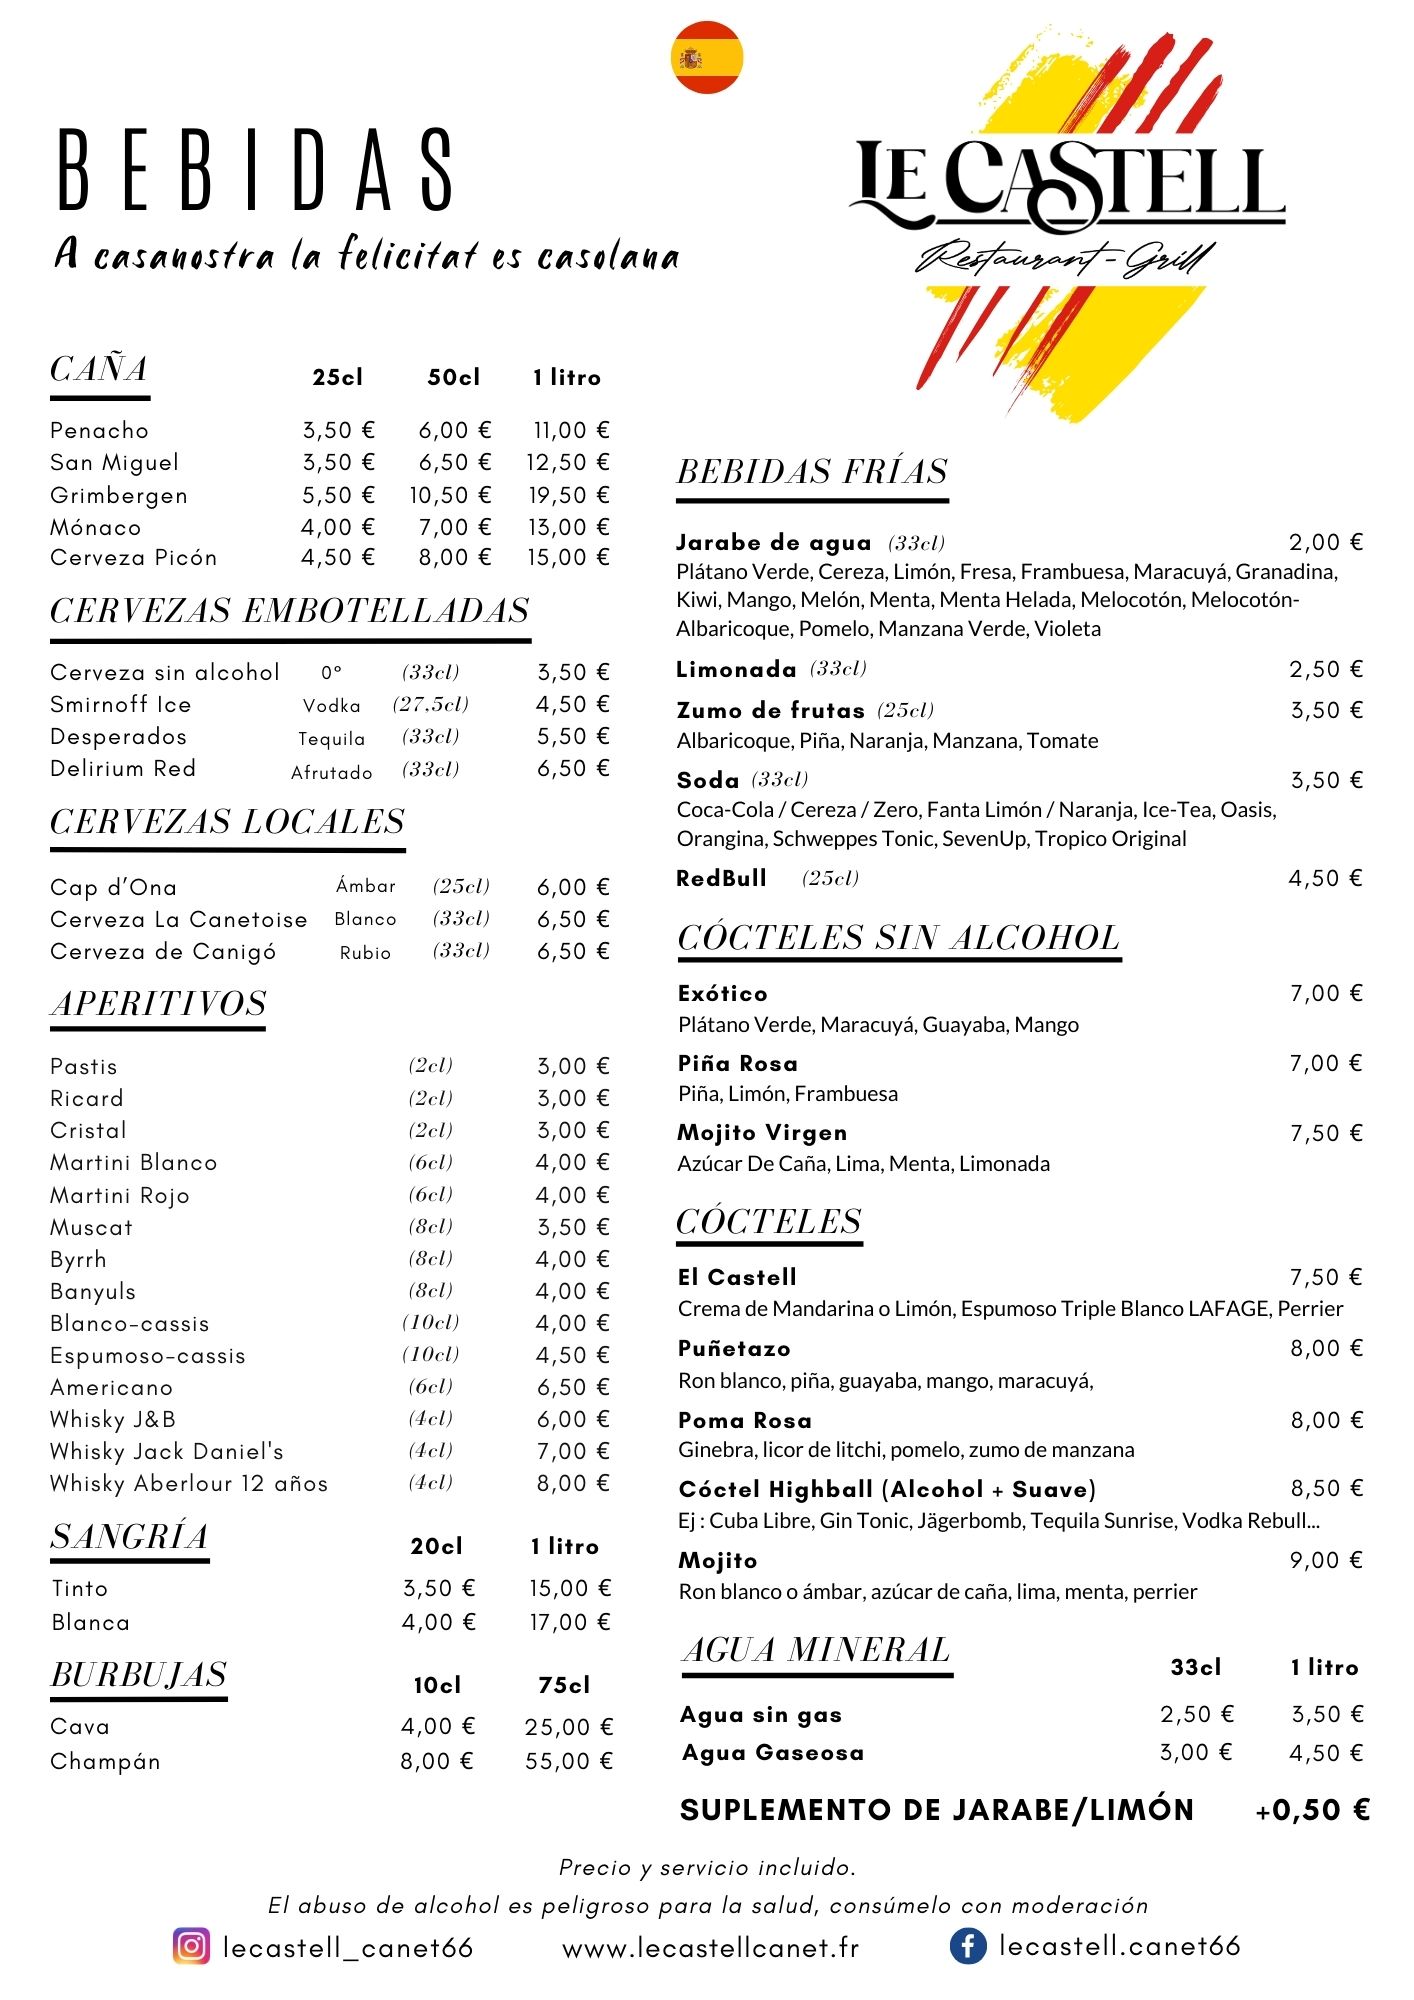 BEBIDAS
A casanostra la felicitat es casolana
LE CASTELL
Restaurant - Grill
CAÑA 25cl 50cl 1 litro
Penacho 3,50 € 6,00 € 11,00 €
San Miguel 3,50 € 6,50 € 12,50 €
Grimbergen 5,50 € 10,50 € 19,50 €
Mónaco 4,00 € 7,00 € 13,00 €
Cerveza Picón 4,50 € 8,00 € 15,00 €
CERVEZAS EMBOTELLADAS
Cerveza sin alcohol 0° (33cl) 3,50 €
Smirnoff Ice Vodka (27,5cl) 4,50 €
Desperados Tequila (33cl) 5,50 €
Delirium Red Afrutado (33cl) 6,50 €
CERVEZAS LOCALES
Cap d’Ona Ámbar (25cl) 6,00 €
Cerveza La Canetoise Blanco (33cl) 6,50 €
Cerveza de Canigó Rubio (33cl) 6,50 €
APERITIVOS
Pastis (2cl) 3,00 €
Ricard (2cl) 3,00 €
Cristal (2cl) 3,00 €
Martini Blanco (6cl) 4,00 €
Martini Rojo (6cl) 4,00 €
Muscat (8cl) 3,50 €
Byrrh (8cl) 4,00 €
Banyuls (8cl) 4,00 €
Blanco-cassis (10cl) 4,00 €
Espumoso-cassis (10cl) 4,50 €
Americano (6cl) 6,50 €
Whisky J&B (4cl) 6,00 €
Whisky Jack Daniel's (4cl) 7,00 €
Whisky Aberlour 12 años (4cl) 8,00 €
SANGRÍA 20cl 1 litro
Tinto 3,50 € 15,00 €
Blanca 4,00 € 17,00 €
BURBUJAS 10cl 75cl
Cava 4,00 € 25,00 €
Champán 8,00 € 55,00 €
BEBIDAS FRÍAS
Jarabe de agua (33cl) 2,00 €
Plátano Verde, Cereza, Limón, Fresa, Frambuesa, Maracuyá, Granadina,
Kiwi, Mango, Melón, Menta, Menta Helada, Melocotón, Melocotón-
Albaricoque, Pomelo, Manzana Verde, Violeta
Limonada (33cl) 2,50 €
Zumo de frutas (25cl) 3,50 €
Albaricoque, Piña, Naranja, Manzana, Tomate
Soda (33cl) 3,50 €
Coca-Cola / Cereza / Zero, Fanta Limón / Naranja, Ice-Tea, Oasis,
Orangina, Schweppes Tonic, SevenUp, Tropico Original
RedBull (25cl) 4,50 €
CÓCTELES SIN ALCOHOL
Exótico 7,00 €
Plátano Verde, Maracuyá, Guayaba, Mango
Piña Rosa 7,00 €
Piña, Limón, Frambuesa
Mojito Virgen 7,50 €
Azúcar De Caña, Lima, Menta, Limonada
CÓCTELES
El Castell 7,50 €
Crema de Mandarina o Limón, Espumoso Triple Blanco LAFAGE, Perrier
Puñetazo 8,00 €
Ron blanco, piña, guayaba, mango, maracuyá,
Poma Rosa 8,00 €
Ginebra, licor de litchi, pomelo, zumo de manzana
Cóctel Highball (Alcohol + Suave) 8,50 €
Ej : Cuba Libre, Gin Tonic, Jägerbomb, Tequila Sunrise, Vodka Rebull...
Mojito 9,00 €
Ron blanco o ámbar, azúcar de caña, lima, menta, perrier
AGUA MINERAL 33cl 1 litro
Agua sin gas 2,50 € 3,50 €
Agua Gaseosa 3,00 € 4,50 €
SUPLEMENTO DE JARABE/LIMÓN +0,50 €
Precio y servicio incluido.
El abuso de alcohol es peligroso para la salud, consúmelo con moderación
lecastell_canet66 www.lecastellcanet.fr lecastell.canet66